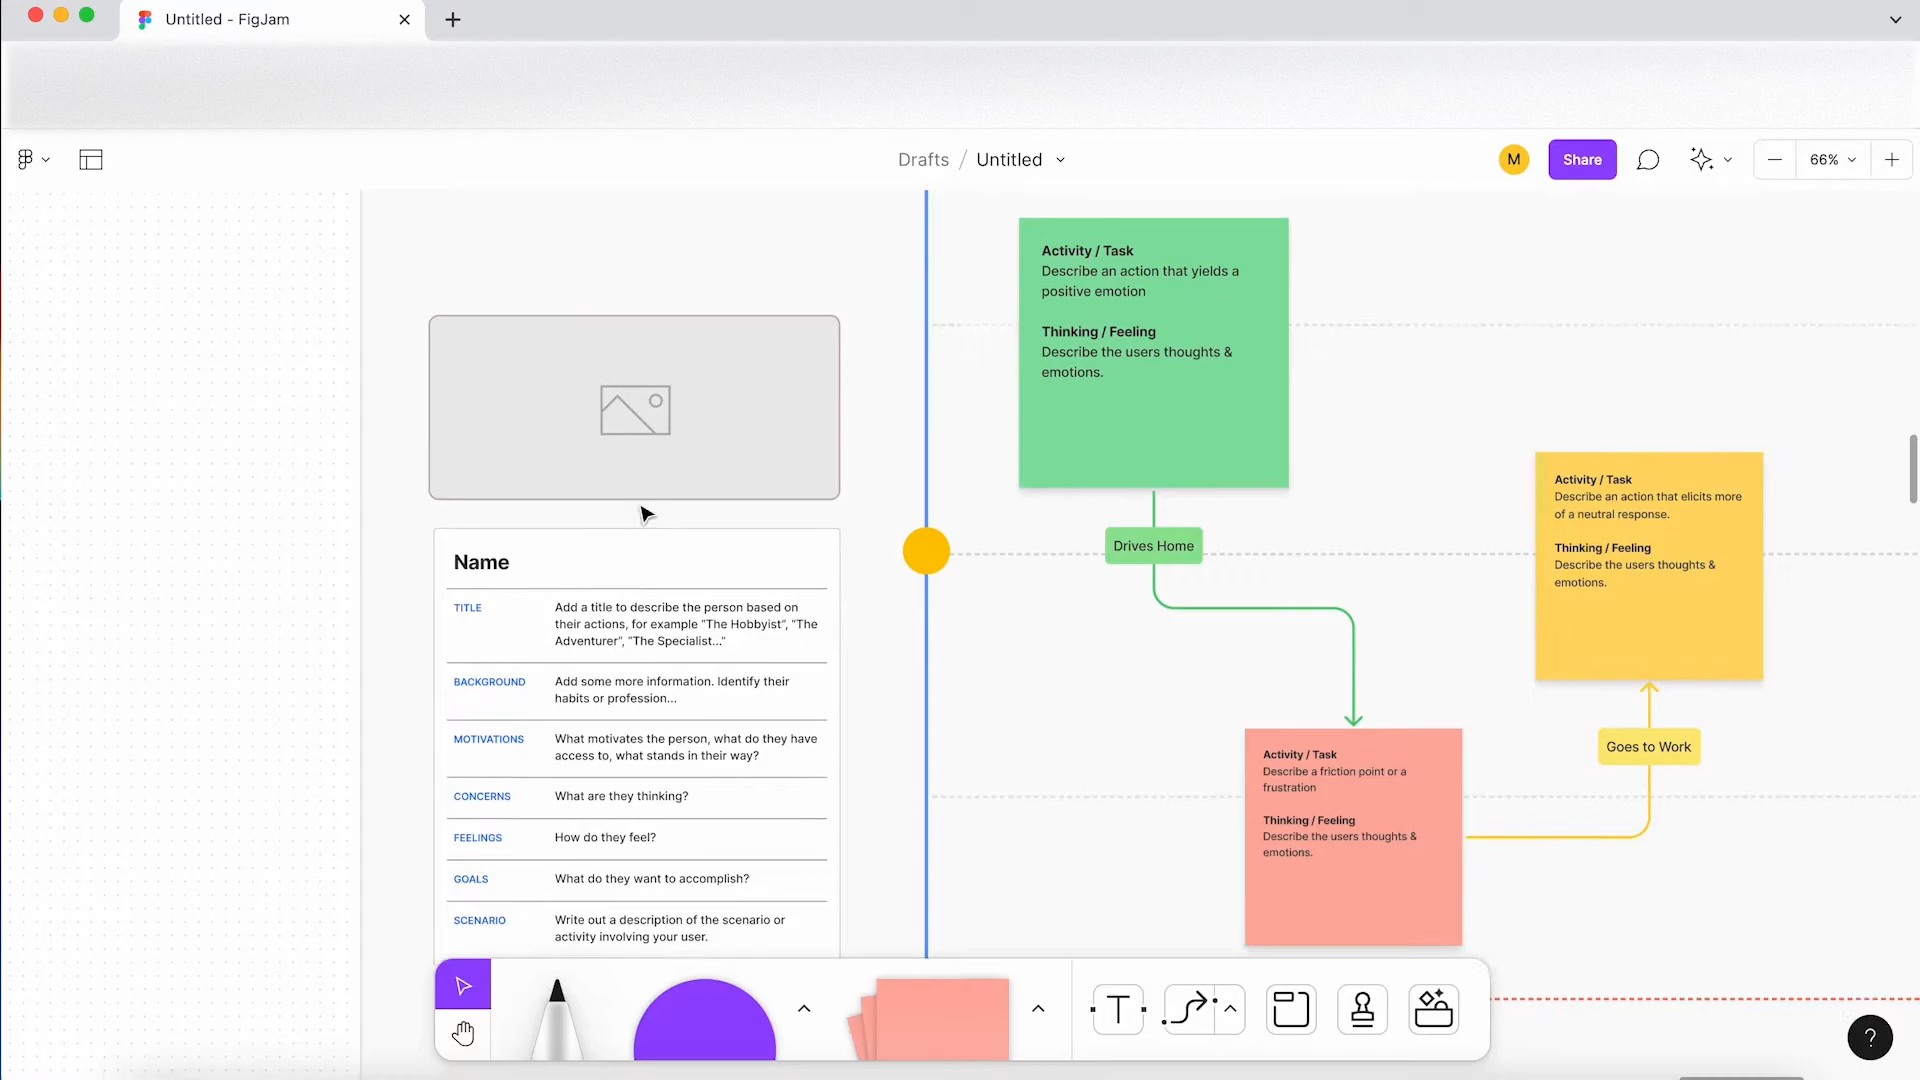 Untitled - FigJam
Drafts / Untitled
M
Share
66%
Activity / Task
Describe an action that yields a
positive emotion
Thinking / Feeling
Describe the users thoughts &
emotions.
Drives Home
Activity / Task
Describe an action that elicits more
of a neutral response.
Thinking / Feeling
Describe the users thoughts &
emotions.
Goes to Work
Activity / Task
Describe a friction point or a
frustration
Thinking / Feeling
Describe the users thoughts &
emotions.
Name
TITLE
Add a title to describe the person based on
their actions, for example “The Hobbyist”, “The
Adventurer”, “The Specialist...”
BACKGROUND
Add some more information. Identify their
habits or profession...
MOTIVATIONS
What motivates the person, what do they have
access to, what stands in their way?
CONCERNS
What are they thinking?
FEELINGS
How do they feel?
GOALS
What do they want to accomplish?
SCENARIO
Write out a description of the scenario or
activity involving your user.
T
?